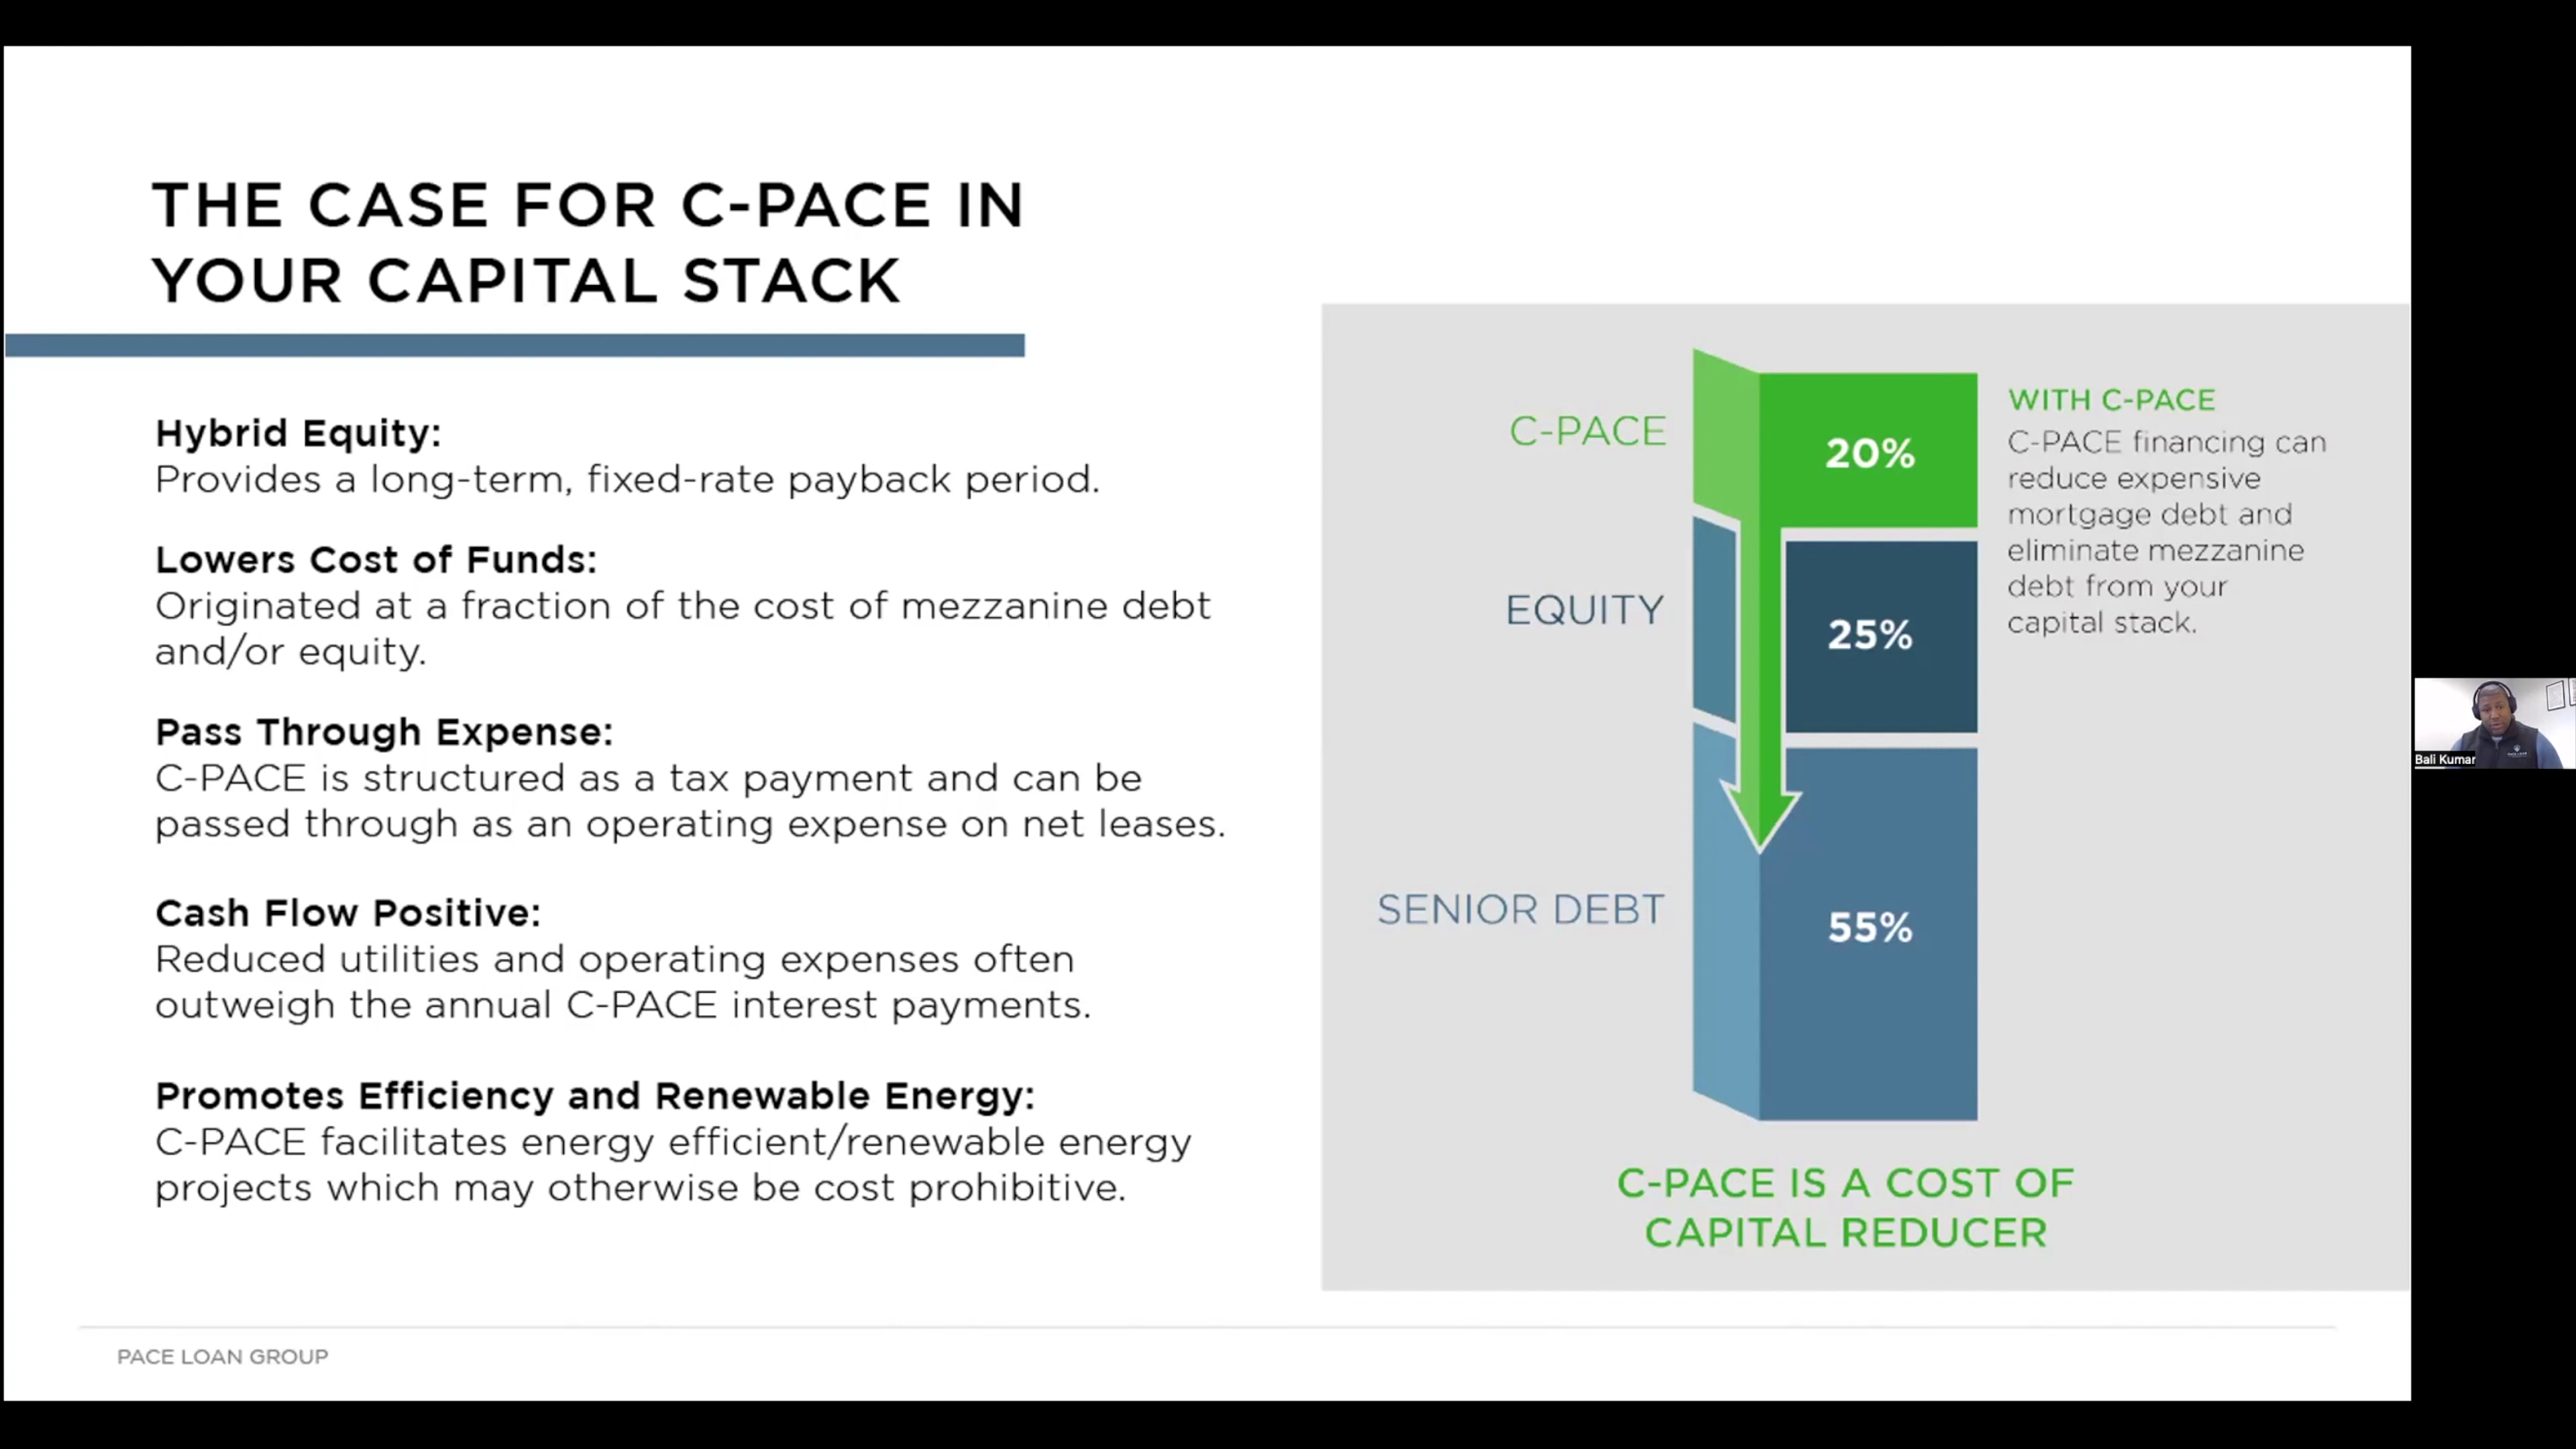 THE CASE FOR C-PACE IN
YOUR CAPITAL STACK
Hybrid Equity:
Provides a long-term, fixed-rate payback period.
Lowers Cost of Funds:
Originated at a fraction of the cost of mezzanine debt
and/or equity.
Pass Through Expense:
C-PACE is structured as a tax payment and can be
passed through as an operating expense on net leases.
Cash Flow Positive:
Reduced utilities and operating expenses often
outweigh the annual C-PACE interest payments.
Promotes Efficiency and Renewable Energy:
C-PACE facilitates energy efficient/renewable energy
projects which may otherwise be cost prohibitive.
C-PACE
20%
EQUITY
25%
SENIOR DEBT
55%
WITH C-PACE
C-PACE financing can
reduce expensive
mortgage debt and
eliminate mezzanine
debt from your
capital stack.
C-PACE IS A COST OF
CAPITAL REDUCER
PACE LOAN GROUP
Bali Kumar